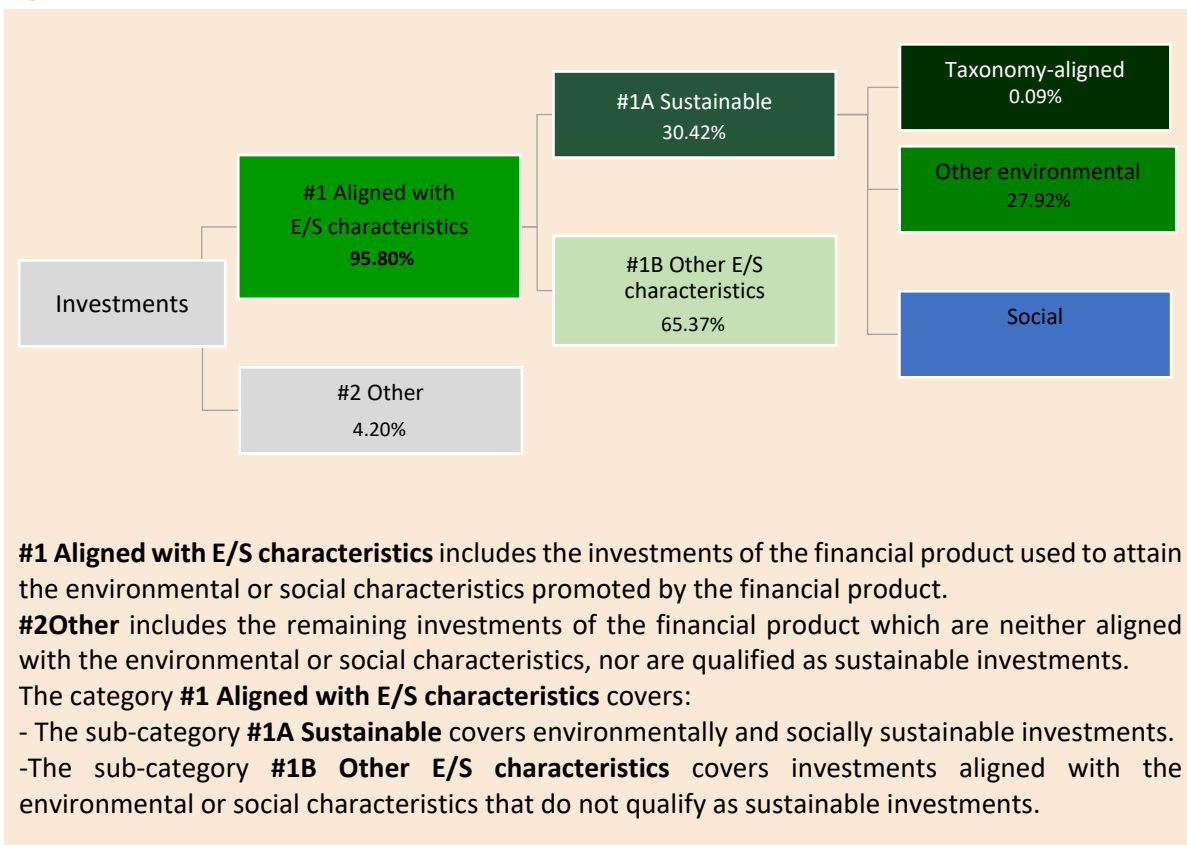 Investments
#1 Aligned with
E/S characteristics
95.80%
#2 Other
4.20%
#1A Sustainable
30.42%
#1B Other E/S
characteristics
65.37%
Taxonomy-aligned
0.09%
Other environmental
27.92%
Social
#1 Aligned with E/S characteristics includes the investments of the financial product used to attain
the environmental or social characteristics promoted by the financial product.
#2Other includes the remaining investments of the financial product which are neither aligned
with the environmental or social characteristics, nor are qualified as sustainable investments.
The category #1 Aligned with E/S characteristics covers:
- The sub-category #1A Sustainable covers environmentally and socially sustainable investments.
-The sub-category #1B Other E/S characteristics covers investments aligned with the
environmental or social characteristics that do not qualify as sustainable investments.